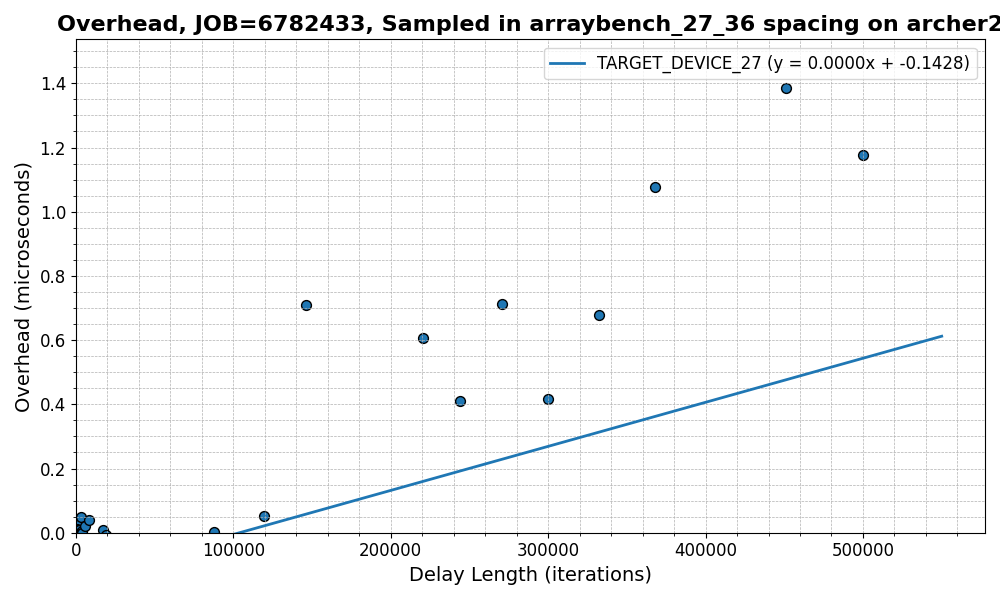 Overhead, JOB=6782433, Sampled in arraybench_27_36 spacing on archer2
TARGET_DEVICE_27 (y = 0.0000x + -0.1428)
Overhead (microseconds)
1.4
1.2
1.0
0.8
0.6
0.4
0.2
0.0
0 100000 200000 300000 400000 500000
Delay Length (iterations)